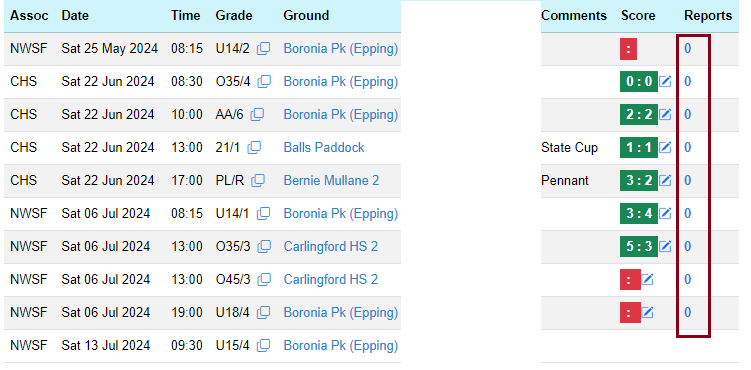 Assoc Date Time Grade Ground Comments Score Reports
NWSF Sat 25 May 2024 08:15 U14/2 Boronia Pk (Epping) : 0
CHS Sat 22 Jun 2024 08:30 O35/4 Boronia Pk (Epping) 0 : 0 0
CHS Sat 22 Jun 2024 10:00 AA/6 Boronia Pk (Epping) 2 : 2 0
CHS Sat 22 Jun 2024 13:00 21/1 Balls Paddock State Cup 1 : 1 0
CHS Sat 22 Jun 2024 17:00 PL/R Bernie Mullane 2 Pennant 3 : 2 0
NWSF Sat 06 Jul 2024 08:15 U14/1 Boronia Pk (Epping) 3 : 4 0
NWSF Sat 06 Jul 2024 13:00 O35/3 Carlingford HS 2 5 : 3 0
NWSF Sat 06 Jul 2024 13:00 O45/3 Carlingford HS 2 : 0
NWSF Sat 06 Jul 2024 19:00 U18/4 Boronia Pk (Epping) : 0
NWSF Sat 13 Jul 2024 09:30 U15/4 Boronia Pk (Epping)